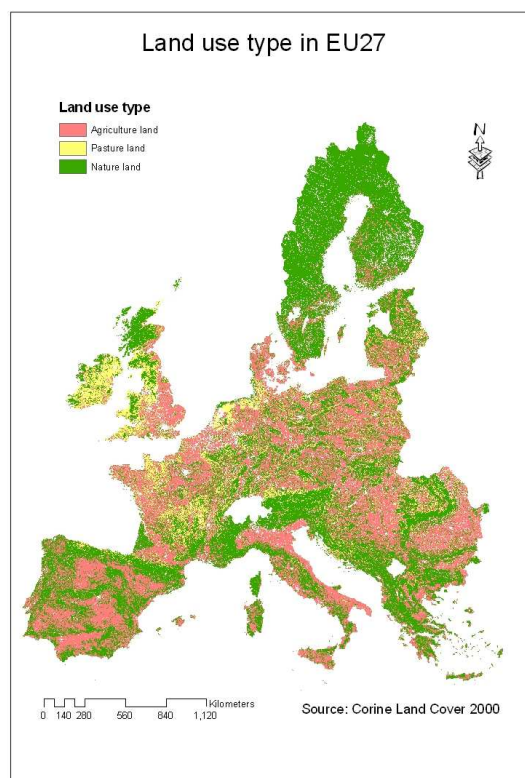 Land use type in EU27
Land use type
Agriculture land
Pasture land
Nature land
N
Kilometers
0 140 280 560 840 1,120
Source: Corine Land Cover 2000